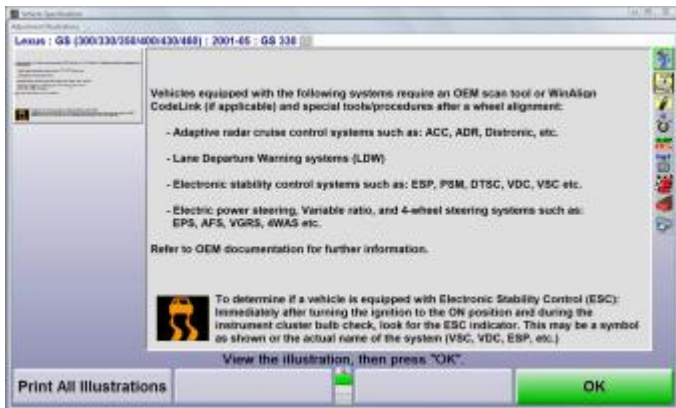 Vehicle Specification
Adjustment Illustrations
Lexus : GS (300/330/350/400/430/460) : 2001-05 : GS 330
Vehicles equipped with the following systems require an OEM scan
tool or WinAlign
CodeLink (if applicable) and special tools/procedures after a wheel
alignment:
- Adaptive radar cruise control systems such as: ACC, ADR, Distronic, etc.
- Lane Departure Warning systems (LDW)
- Electronic stability control systems such as: ESP, PSM, DTSC, VDC, VSC etc.
- Electric power steering, Variable ratio, and 4-wheel steering systems such as:
EPS, AFS, VGRS, 4WAS etc.
Refer to OEM documentation for further information.
To determine if a vehicle is equipped with Electronic Stability Control (ESC):
Immediately after turning the ignition to the ON position and during the
instrument cluster bulb check, look for the ESC indicator. This may be a symbol
as shown or the actual name of the system (VSC, VDC, ESP, etc.)
View the illustration, then press "OK".
Print All Illustrations
OK